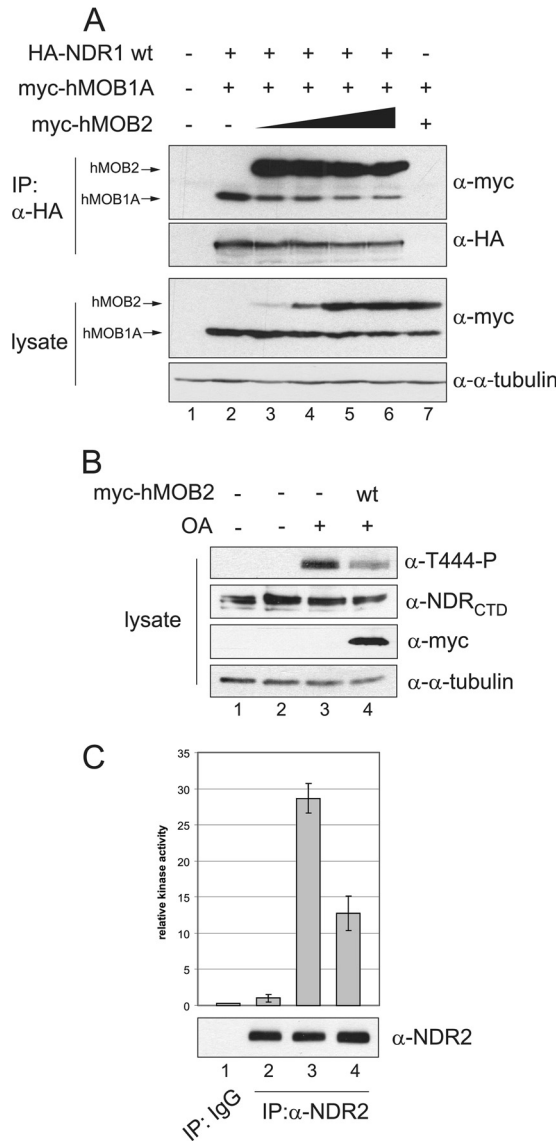 A
HA-NDR1 wt - + + + + + -
myc-hMOB1A - + + + + + +
myc-hMOB2 - - +
IP: α-HA
hMOB2
hMOB1A
α-myc
α-HA
lysate
hMOB2
hMOB1A
α-myc
α-α-tubulin
1 2 3 4 5 6 7
B
myc-hMOB2 - - - wt
OA - - + +
lysate
α-T444-P
α-NDRCTD
α-myc
α-α-tubulin
1 2 3 4
C
relative kinase activity
35
30
25
20
15
10
5
0
α-NDR2
1 2 3 4
IP: IgG
IP:α-NDR2